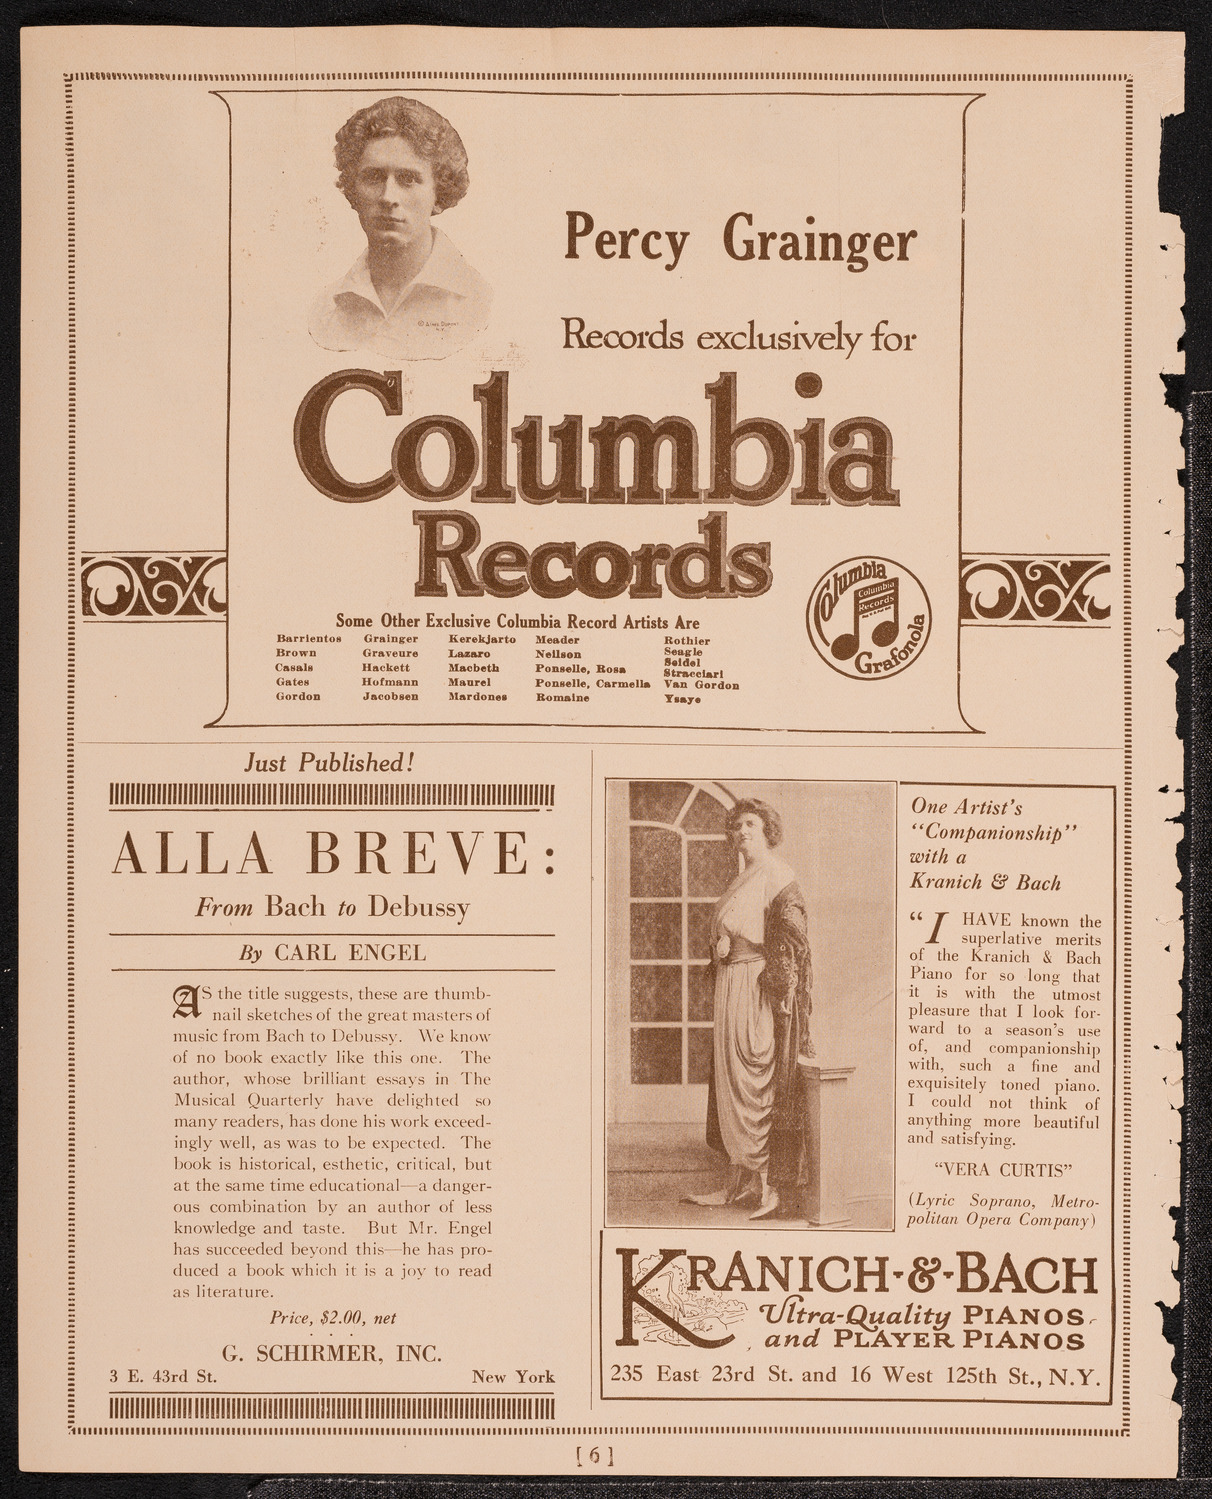 © Aimé Dupont
N.Y.
Percy Grainger
Records exclusively for
Columbia
Records
Columbia
Columbia
Records
Grafonola
Some Other Exclusive Columbia Record Artists Are
Barrientos
Brown
Casals
Gates
Gordon
Grainger
Graveure
Hackett
Hofmann
Jacobsen
Kerekjarto
Lazaro
Macbeth
Maurel
Mardones
Meader
Neilson
Ponselle, Rosa
Ponselle, Carmella
Romaine
Rothier
Seagle
Seidel
Stracciari
Van Gordon
Ysaye
Just Published!
ALLA BREVE:
From Bach to Debussy
By CARL ENGEL
AS the title suggests, these are thumb-
nail sketches of the great masters of
music from Bach to Debussy. We know
of no book exactly like this one. The
author, whose brilliant essays in The
Musical Quarterly have delighted so
many readers, has done his work exceed-
ingly well, as was to be expected. The
book is historical, esthetic, critical, but
at the same time educational—a danger-
ous combination by an author of less
knowledge and taste. But Mr. Engel
has succeeded beyond this—he has pro-
duced a book which it is a joy to read
as literature.
Price, $2.00, net
G. SCHIRMER, INC.
3 E. 43rd St. New York
One Artist's
"Companionship"
with a
Kranich & Bach
"I HAVE known the
superlative merits
of the Kranich & Bach
Piano for so long that
it is with the utmost
pleasure that I look for-
ward to a season's use
of, and companionship
with, such a fine and
exquisitely toned piano.
I could not think of
anything more beautiful
and satisfying.
"VERA CURTIS"
(Lyric Soprano, Metro-
politan Opera Company)
KRANICH-&-BACH
Ultra-Quality PIANOS
and PLAYER PIANOS
235 East 23rd St. and 16 West 125th St., N.Y.
[6]